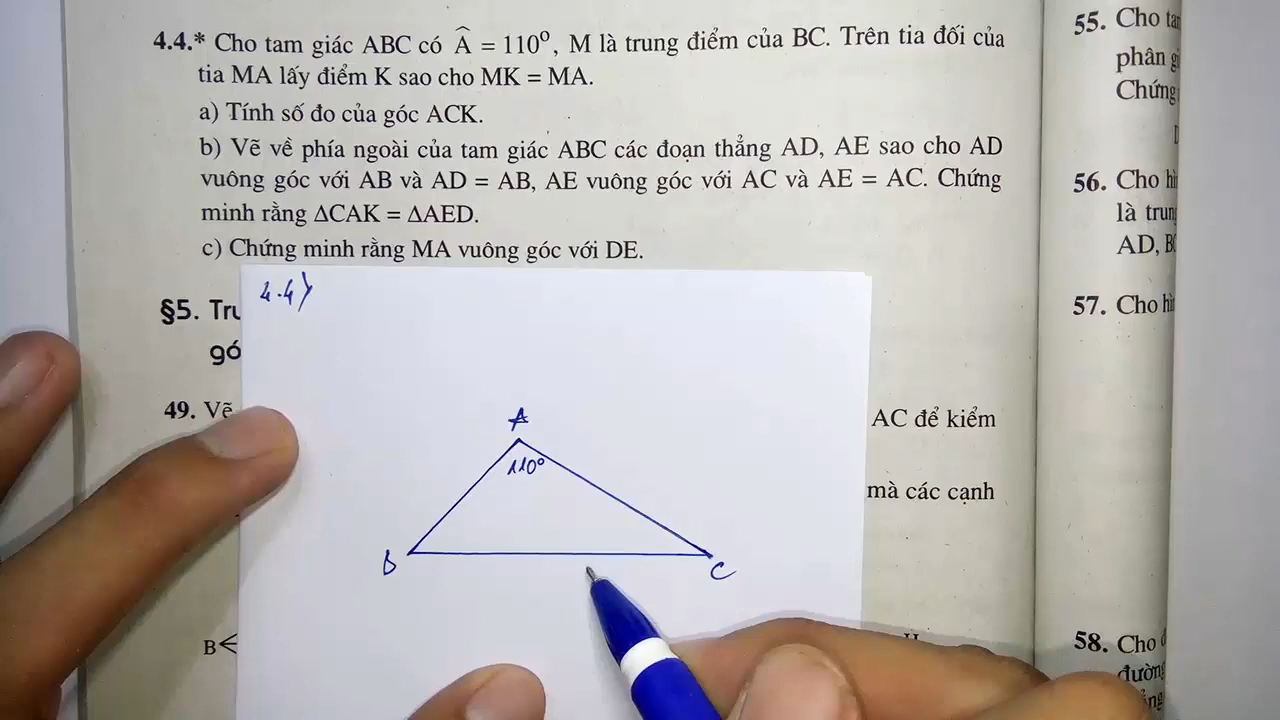 4.4.* Cho tam giác ABC có Â = 110°, M là trung điểm của BC. Trên tia đối của
tia MA lấy điểm K sao cho MK = MA.
a) Tính số đo của góc ACK.
b) Vẽ về phía ngoài của tam giác ABC các đoạn thẳng AD, AE sao cho AD
vuông góc với AB và AD = AB, AE vuông góc với AC và AE = AC. Chứng
minh rằng ΔCAK = ΔAED.
c) Chứng minh rằng MA vuông góc với DE.
§5.
49. Vẽ
AC để kiểm
mà các cạnh
B
4.4)
A
110°
B
C
55. Cho
phân
Chứng
56. Cho
là
AD,
57. Cho
58. Cho
đường